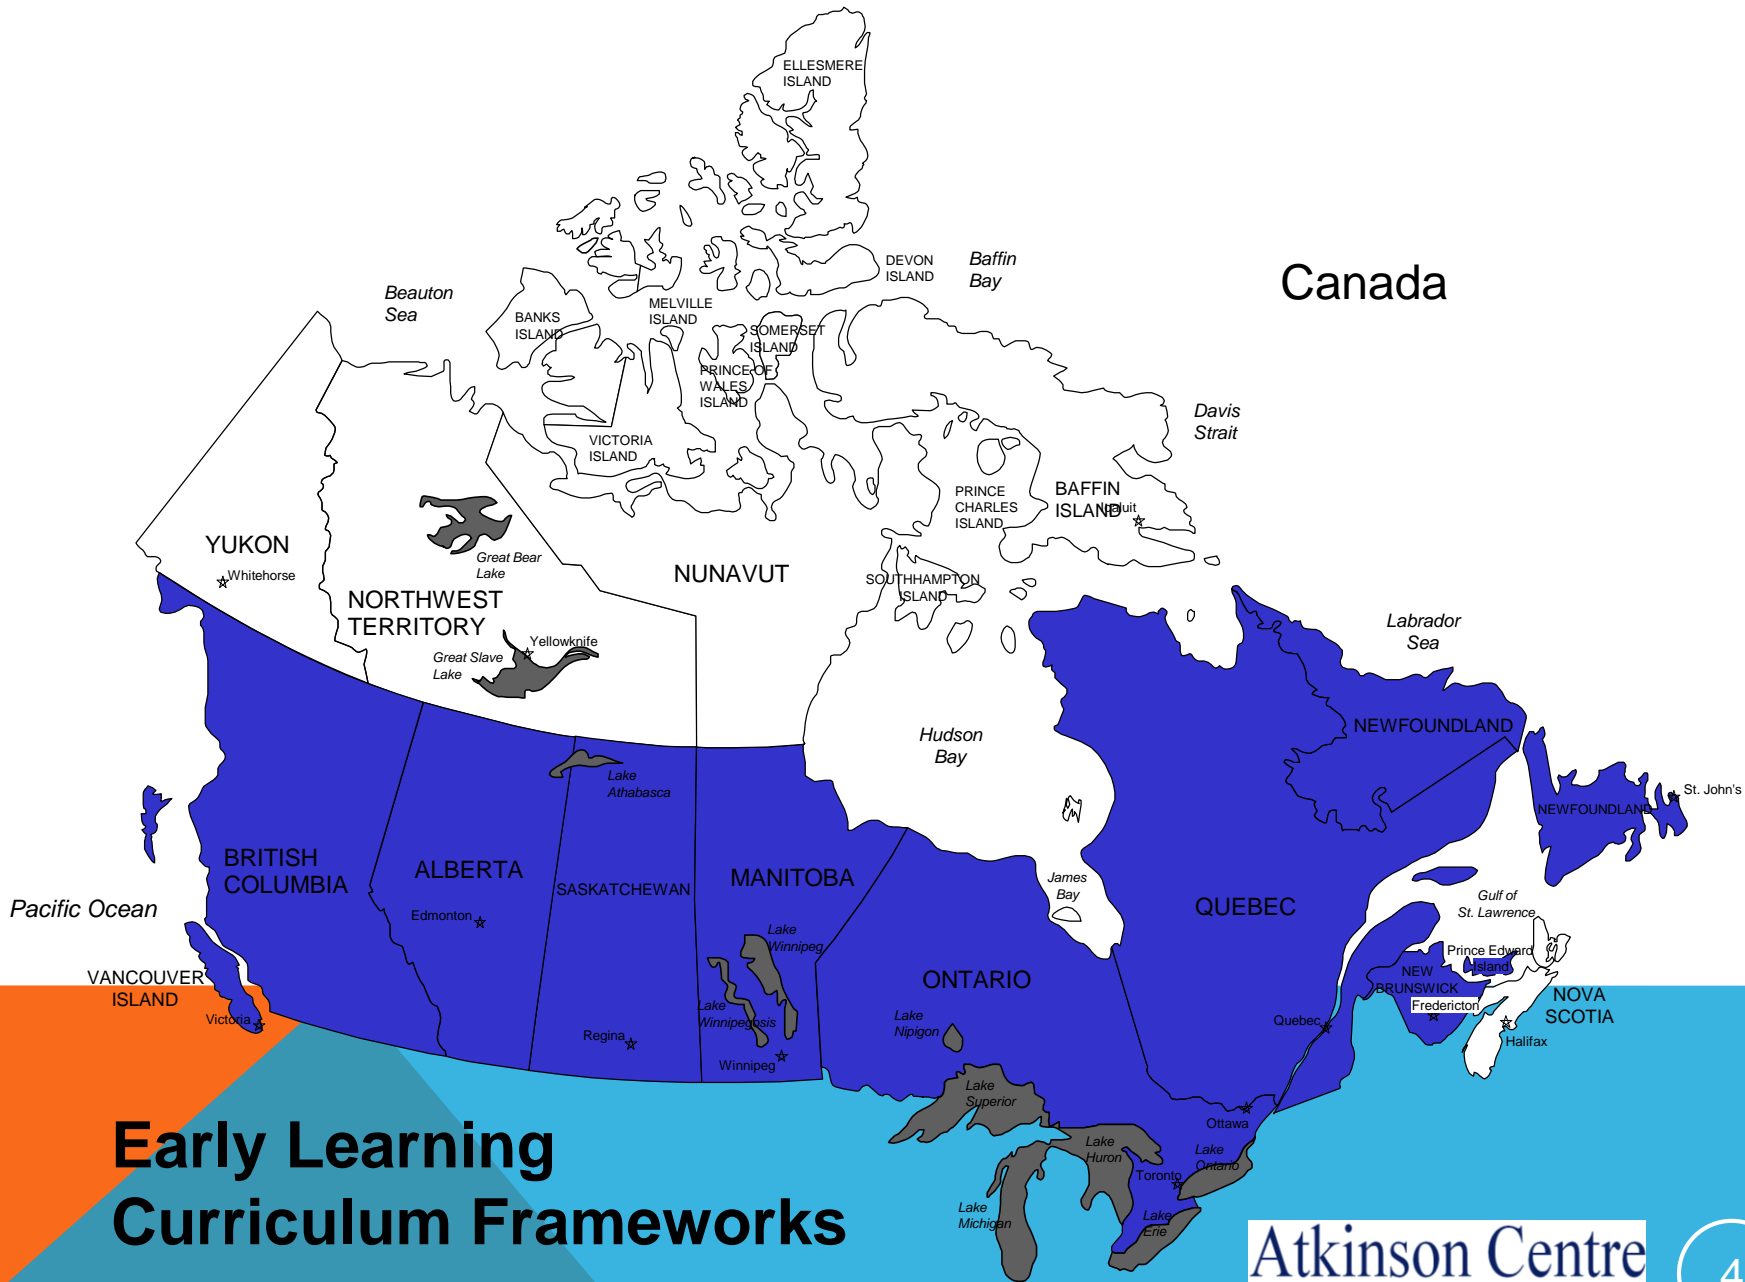 ELLESMERE
ISLAND
DEVON
ISLAND
Baffin
Bay
Canada
Beauton
Sea
BANKS
ISLAND
MELVILLE
ISLAND
SOMERSET
ISLAND
PRINCE OF
WALES
ISLAND
Davis
Strait
VICTORIA
ISLAND
PRINCE
CHARLES
ISLAND
BAFFIN
ISLAND
YUKON
Whitehorse
Great Bear
Lake
NUNAVUT
SOUTHHAMPTON
ISLAND
NORTHWEST
TERRITORY
Yellowknife
Great Slave
Lake
Labrador
Sea
Hudson
Bay
NEWFOUNDLAND
Lake
Athabasca
St. John's
NEWFOUNDLAND
BRITISH
COLUMBIA
ALBERTA
SASKATCHEWAN
MANITOBA
James
Bay
QUEBEC
Gulf of
St. Lawrence
Pacific Ocean
Edmonton
Lake
Winnipeg
Prince Edward
Island
VANCOUVER
ISLAND
ONTARIO
NEW
BRUNSWICK
Fredericton
NOVA
SCOTIA
Lake
Winnipegosis
Victoria
Lake
Nipigon
Quebec
Regina
Halifax
Winnipeg
Lake
Superior
Ottawa
Lake
Huron
Lake
Ontario
Toronto
Lake
Michigan
Lake
Erie
Early Learning
Curriculum Frameworks
Atkinson Centre
4